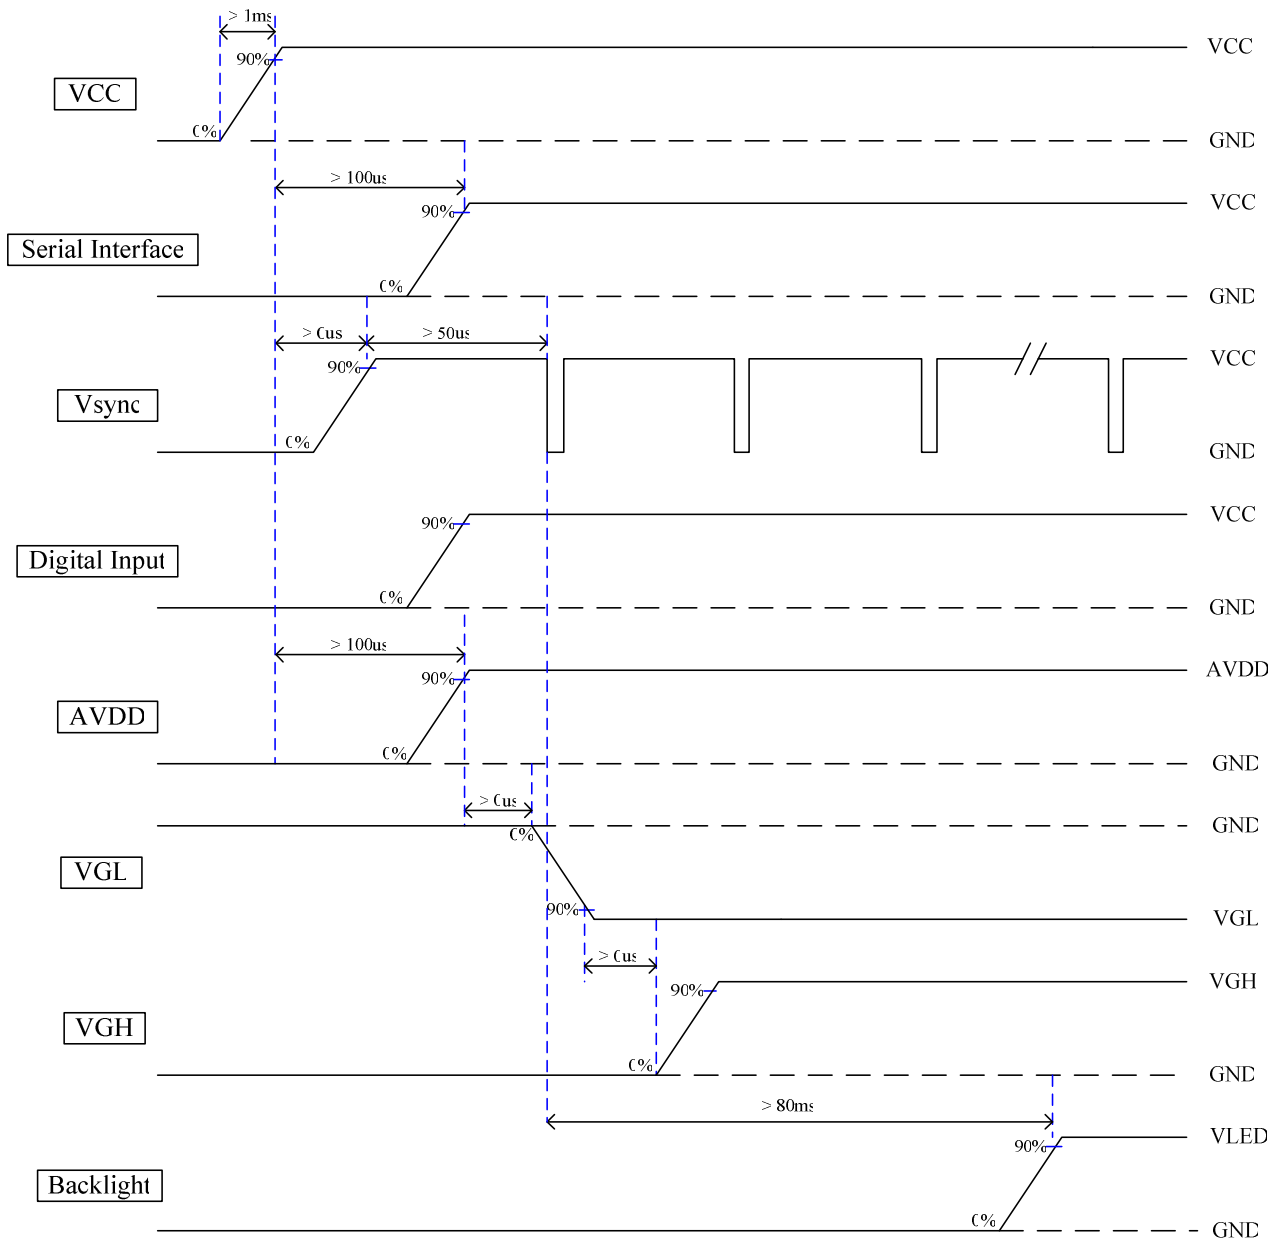 > 1ms
VCC
90%
VCC
0%
GND
> 100us
VCC
90%
Serial Interface
0%
GND
> 0us
> 50us
VCC
90%
Vsync
0%
GND
VCC
90%
Digital Input
0%
GND
> 100us
AVDD
90%
AVDD
0%
GND
> 0us
GND
0%
VGL
90%
VGL
> 0us
VGH
90%
VGH
0%
GND
> 80ms
VLED
90%
Backlight
0%
GND